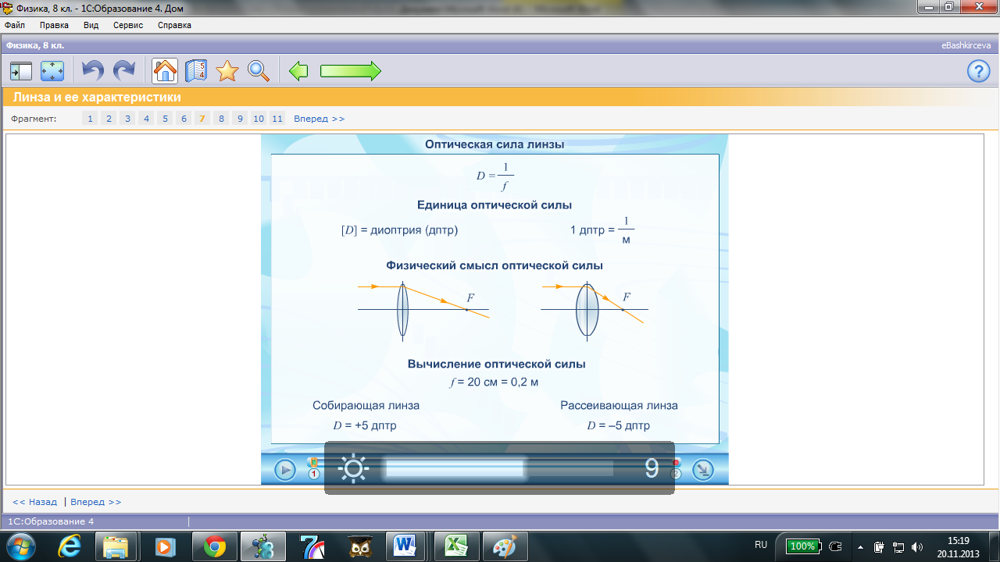 Физика, 8 кл. - 1С:Образование 4. Дом
Файл Правка Вид Сервис Справка
Физика, 8 кл. eBashkirceva
5
4
?
Линза и ее характеристики
Фрагмент: 1 2 3 4 5 6 7 8 9 10 11 Вперед >>
Оптическая сила линзы
D = 1/f
Единица оптической силы
[D] = диоптрия (дптр) 1 дптр = 1/м
Физический смысл оптической силы
F F
Вычисление оптической силы
f = 20 см = 0,2 м
Собирающая линза Рассеивающая линза
D = +5 дптр D = –5 дптр
1 9 2
<< Назад | Вперед >>
1С:Образование 4
W X
RU 100% 15:19
20.11.2013